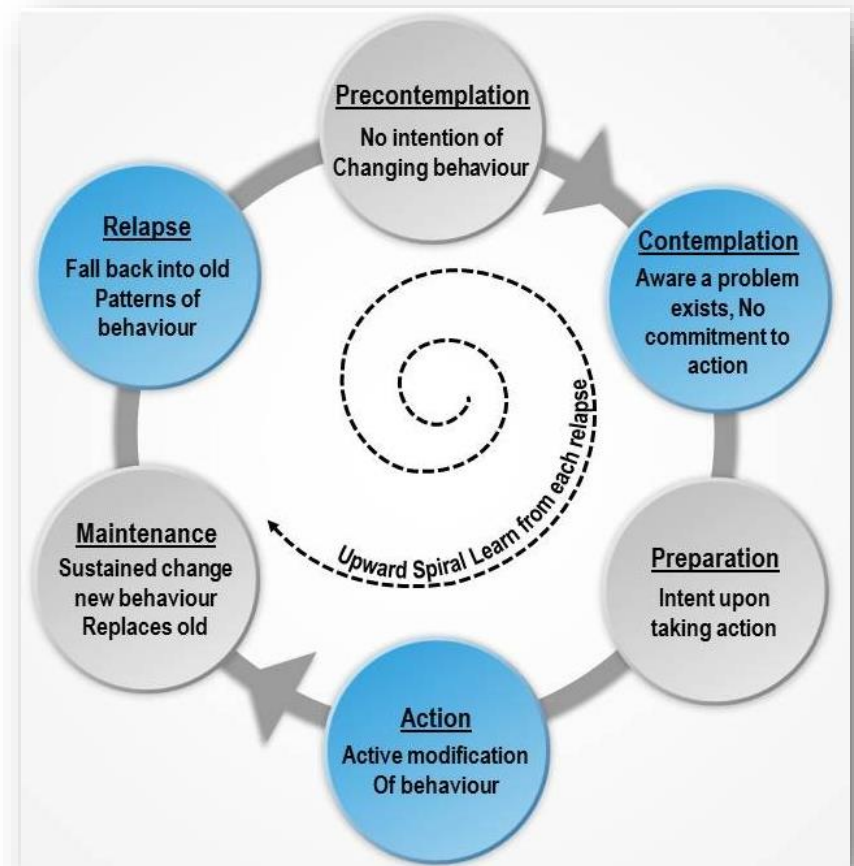 Precontemplation
No intention of
Changing behaviour
Contemplation
Aware a problem
exists, No
commitment to
action
Preparation
Intent upon
taking action
Action
Active modification
Of behaviour
Maintenance
Sustained change
new behaviour
Replaces old
Relapse
Fall back into old
Patterns of
behaviour
Upward Spiral Learn from each relapse